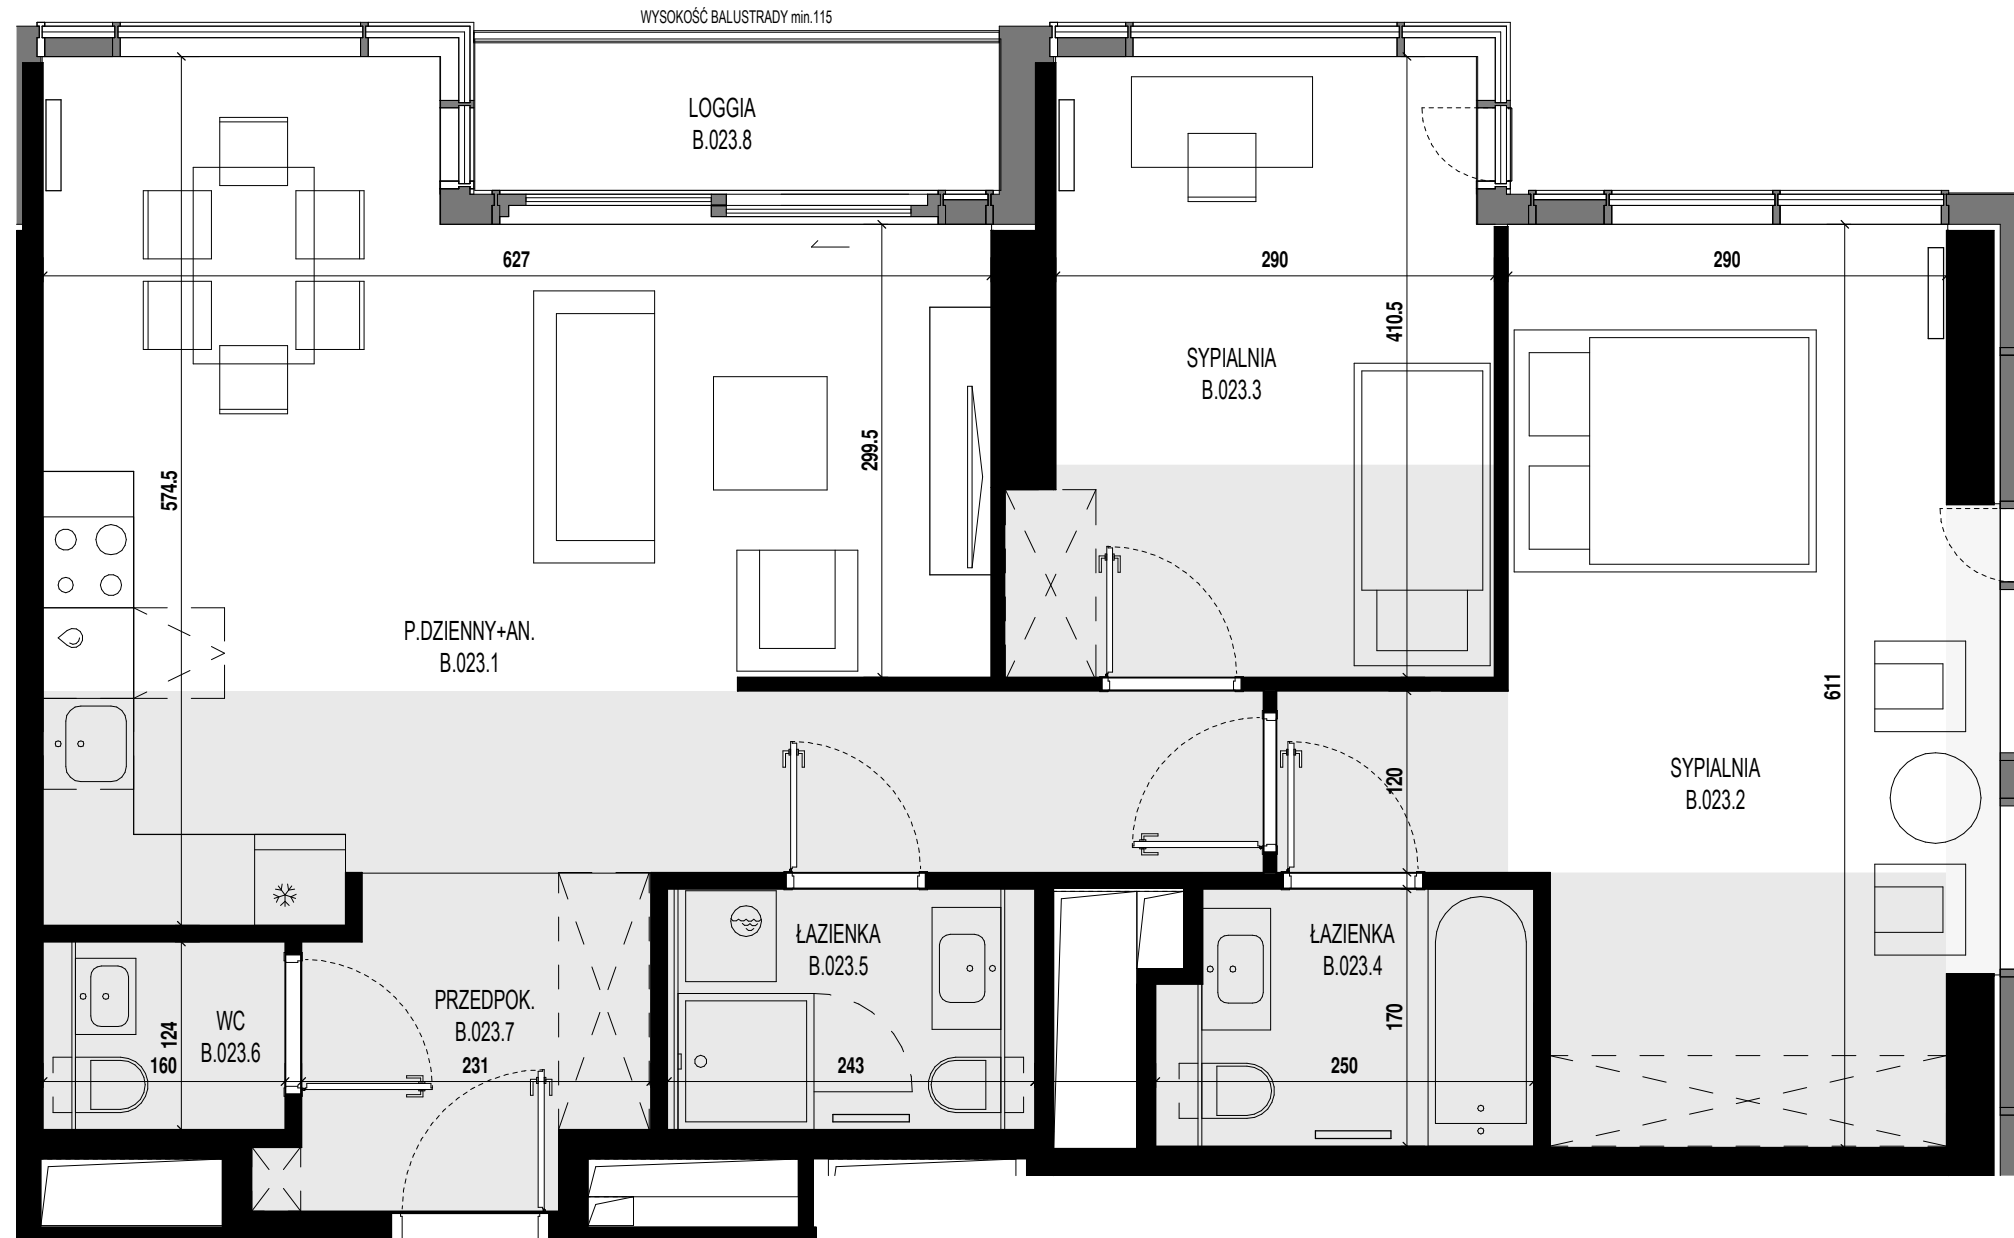 WYSOKOŚĆ BALUSTRADY min.115
LOGGIA
B.023.8
627
290
290
410.5
SYPIALNIA
B.023.3
299.5
574.5
P.DZIENNY+AN.
B.023.1
611
120
SYPIALNIA
B.023.2
ŁAZIENKA
B.023.5
ŁAZIENKA
B.023.4
PRZEDPOK.
B.023.7
WC
B.023.6
124
160
231
243
170
250